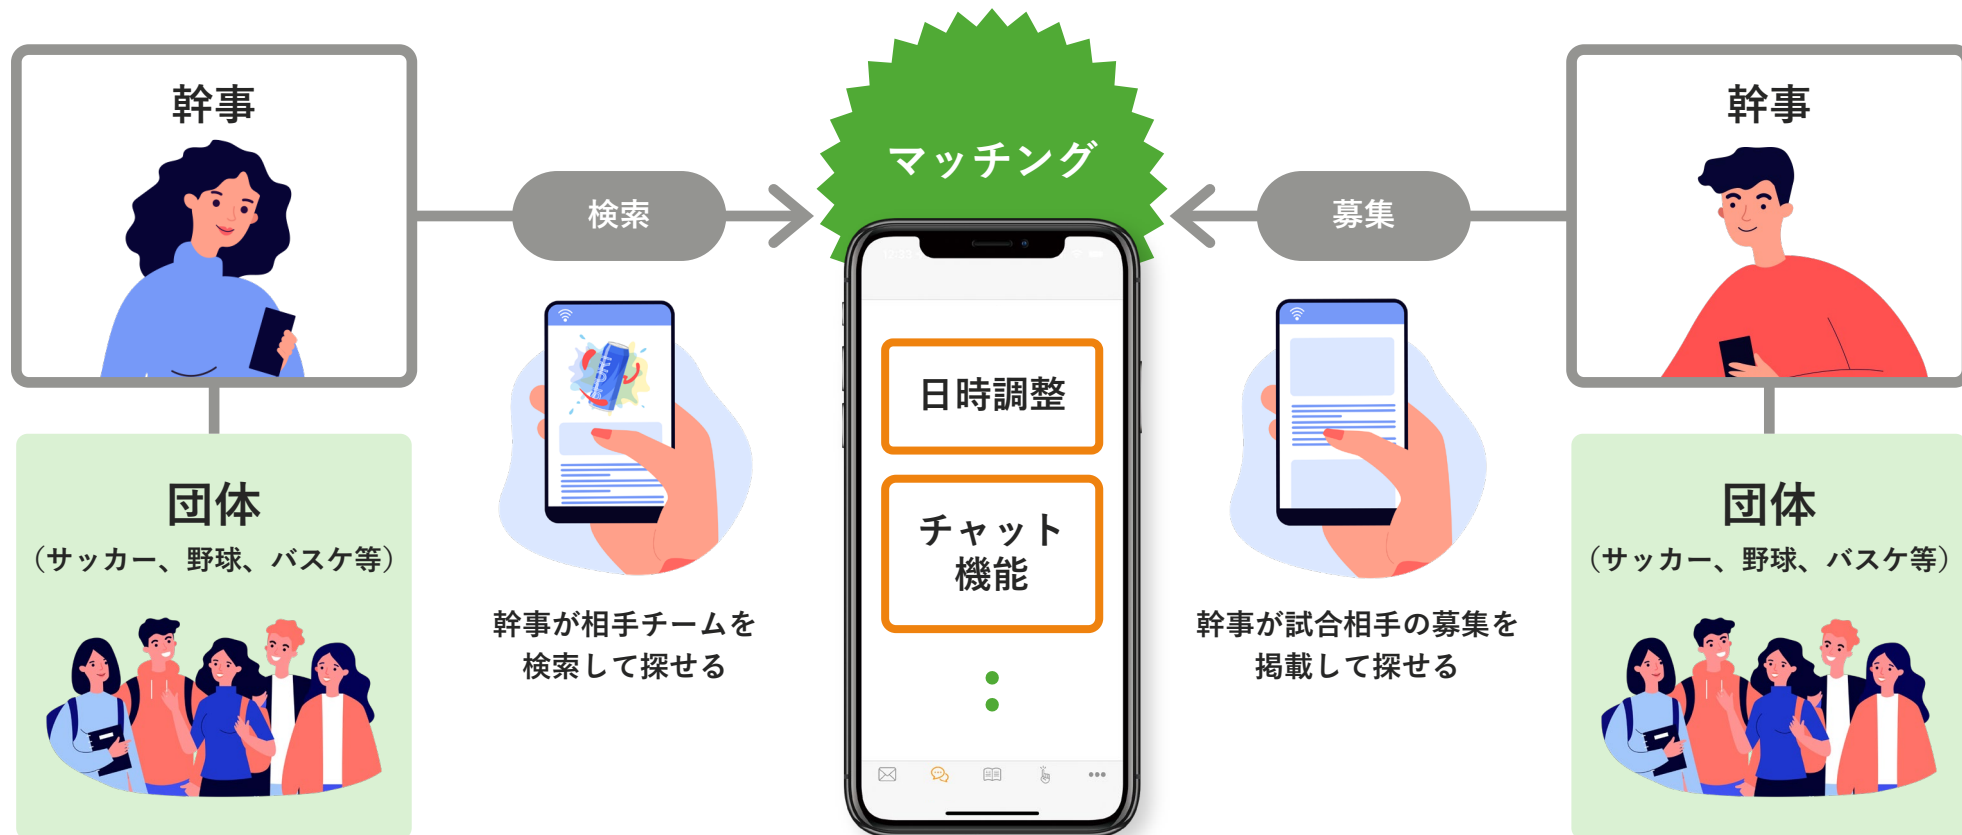 幹事
マッチング
幹事
検索
募集
日時調整
チャット
機能
幹事が相手チームを
検索して探せる
幹事が試合相手の募集を
掲載して探せる
団体
(サッカー、野球、バスケ等)
団体
(サッカー、野球、バスケ等)